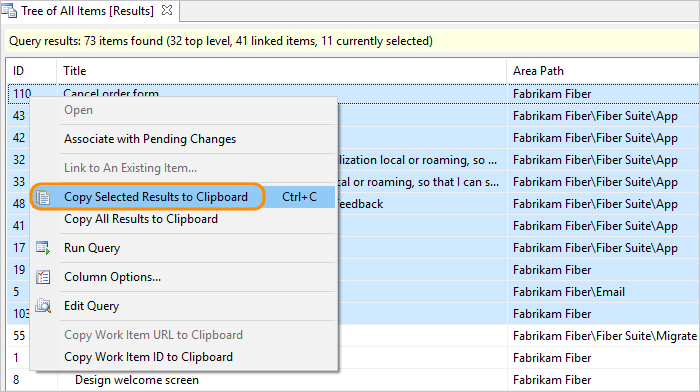 Tree of All Items [Results]
Query results: 73 items found (32 top level, 41 linked items, 11 currently selected)
ID Title Area Path
110 Cancel order form Fabrikam Fiber
43 Fabrikam Fiber\Fiber Suite\App
42 Fabrikam Fiber\Fiber Suite\App
32 lization local or roaming, so ... Fabrikam Fiber\Fiber Suite\App
33 cal or roaming, so that I can s... Fabrikam Fiber\Fiber Suite\App
48 feedback Fabrikam Fiber\Fiber Suite\App
41 Fabrikam Fiber\Fiber Suite\App
17 Fabrikam Fiber\Fiber Suite\App
19 Fabrikam Fiber
5 Fabrikam Fiber\Email
103 Fabrikam Fiber
55 Fabrikam Fiber\Fiber Suite\Migrate
1 Fabrikam Fiber
8 Design welcome screen Fabrikam Fiber
Open
Associate with Pending Changes
Link to An Existing Item...
Copy Selected Results to Clipboard Ctrl+C
Copy All Results to Clipboard
Run Query
Column Options...
Edit Query
Copy Work Item URL to Clipboard
Copy Work Item ID to Clipboard